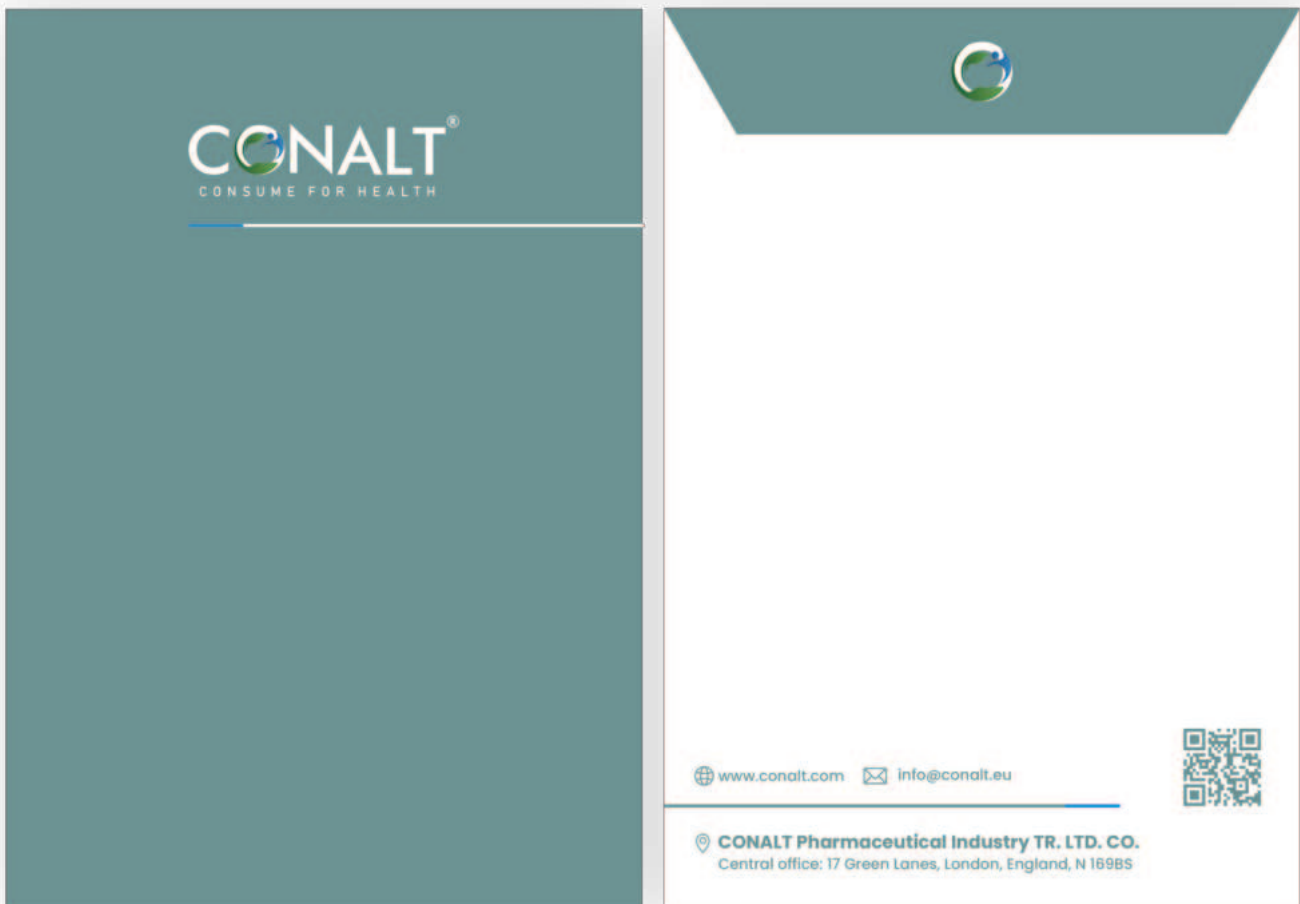 CONALT®
CONSUME FOR HEALTH
www.conalt.com info@conalt.eu
CONALT Pharmaceutical Industry TR. LTD. CO.
Central office: 17 Green Lanes, London, England, N 169BS